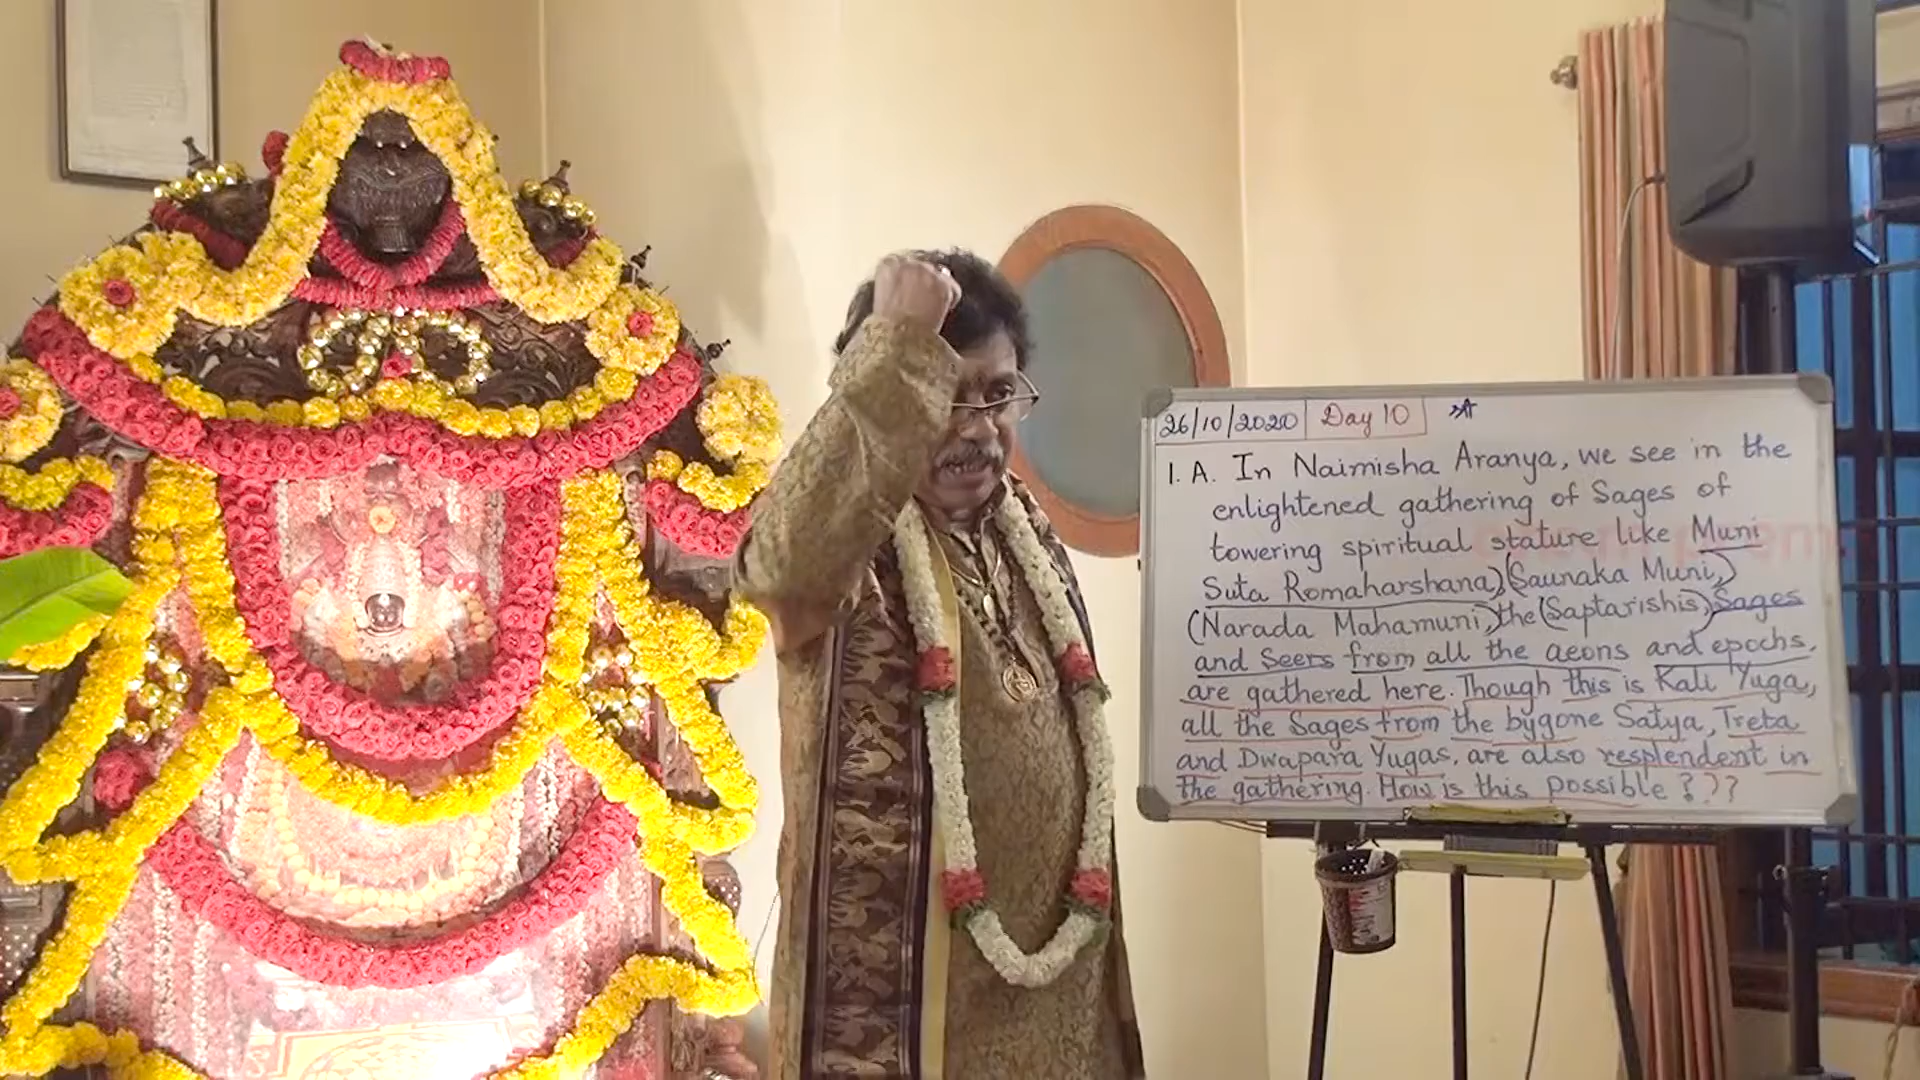 26/10/2020 Day 10
1. A. In Naimisha Aranya, we see in the
enlightened gathering of Sages of
towering spiritual stature like Muni
Suta Romaharshana, (Saunaka Muni,)
(Narada Mahamuni,) the (Saptarishis,) Sages
and Seers from all the aeons and epochs,
are gathered here. Though this is Kali Yuga,
all the Sages from the bygone Satya, Treta
and Dwapara Yugas, are also resplendent in
the gathering. How is this possible ???